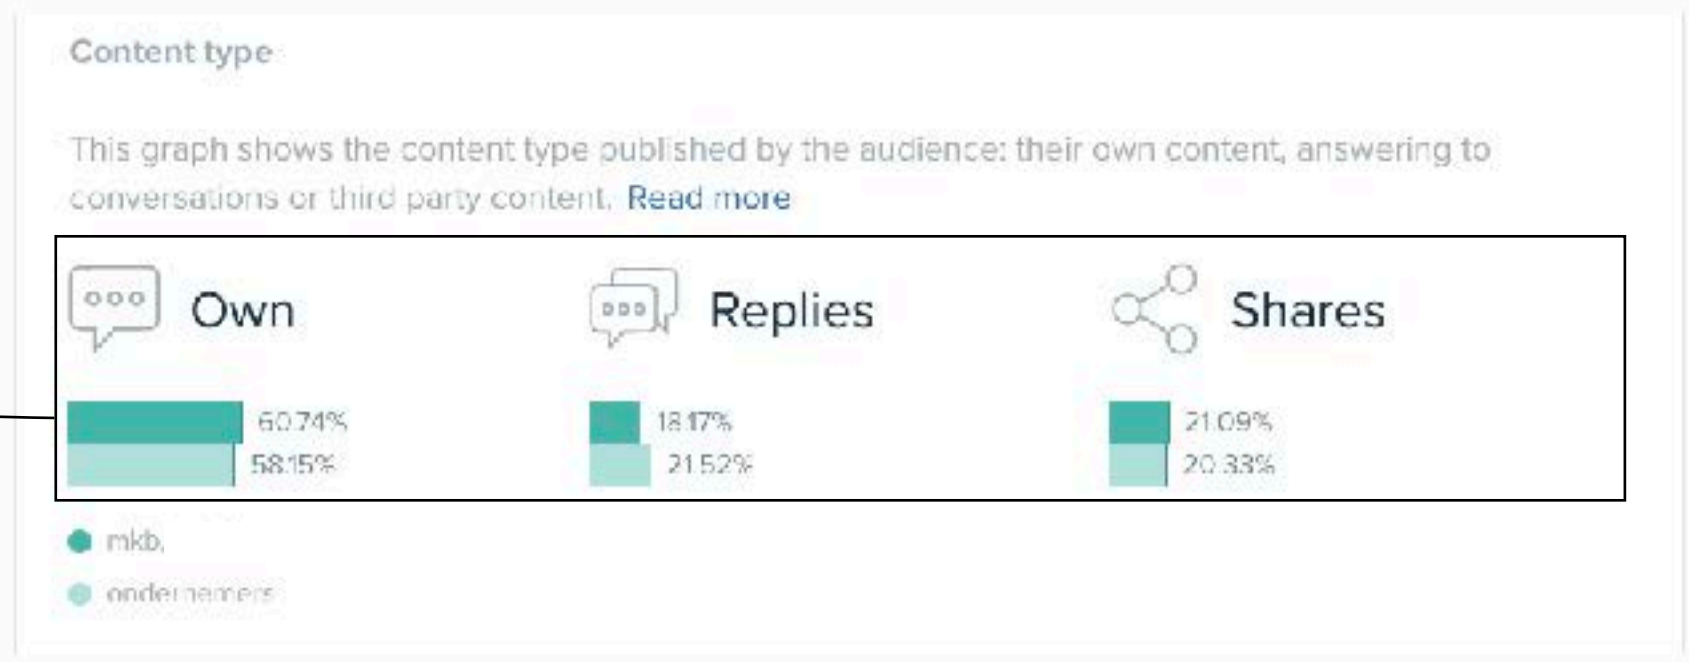 Content type
This graph shows the content type published by the audience: their own content, answering to
conversations or third party content. Read more
Own
Replies
Shares
60.74%
58.15%
18.17%
21.52%
21.09%
20.33%
mkb,
ondernemers